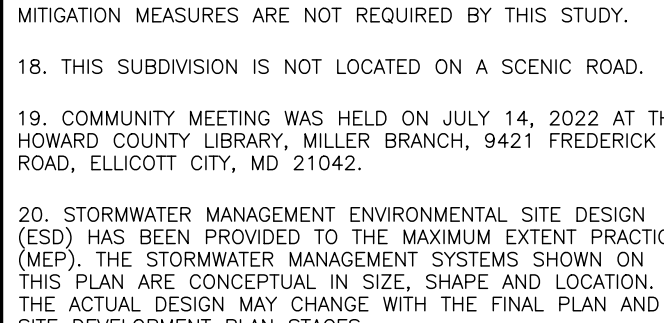 MITIGATION MEASURES ARE NOT REQUIRED BY THIS STUDY.
18. THIS SUBDIVISION IS NOT LOCATED ON A SCENIC ROAD.
19. COMMUNITY MEETING WAS HELD ON JULY 14, 2022 AT
HOWARD COUNTY LIBRARY, MILLER BRANCH, 9421 FREDERICK
ROAD, ELLICOTT CITY, MD 21042.
20. STORMWATER MANAGEMENT ENVIRONMENTAL SITE DESIGN
(ESD) HAS BEEN PROVIDED TO THE MAXIMUM EXTENT
(MEP). THE STORMWATER MANAGEMENT SYSTEMS SHOWN ON
THIS PLAN ARE CONCEPTUAL IN SIZE, SHAPE AND LOCATION.
THE ACTUAL DESIGN MAY CHANGE WITH THE FINAL PLAN AND
SITE DEVELOPMENT PLAN STAGES.